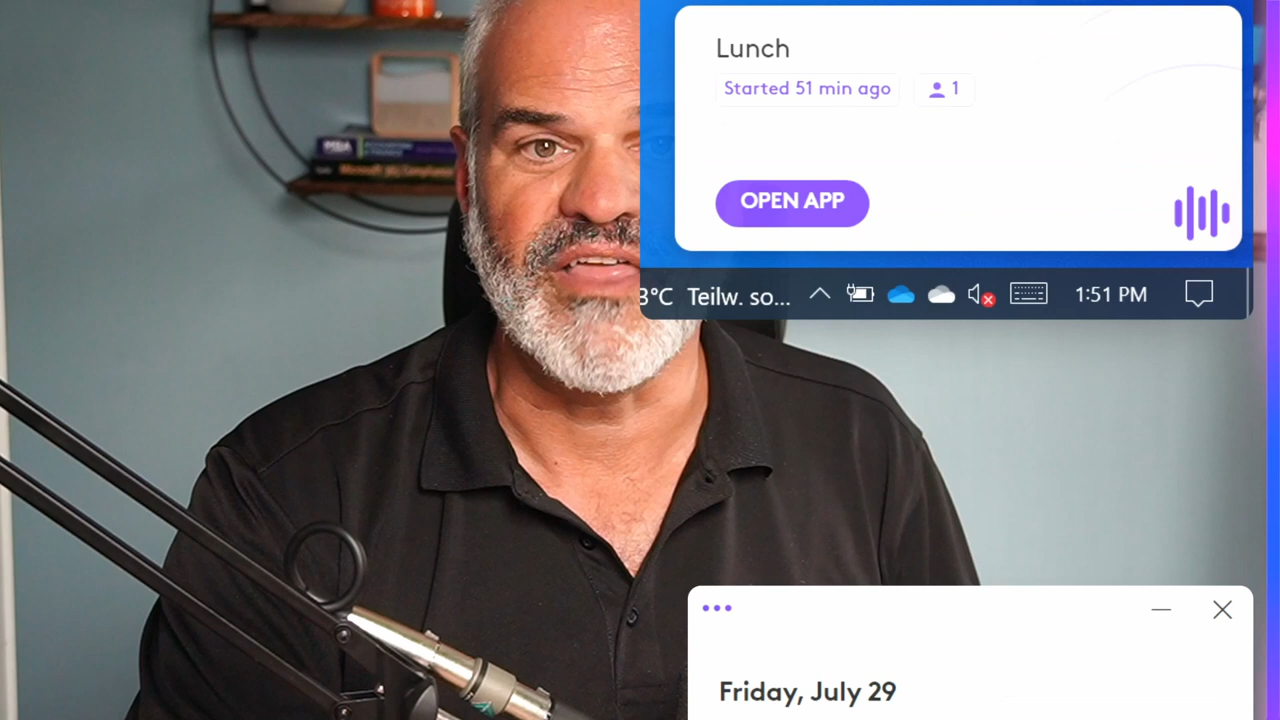 Lunch
Started 51 min ago
1
OPEN APP
3°C Teilw. so...
1:51 PM
Friday, July 29